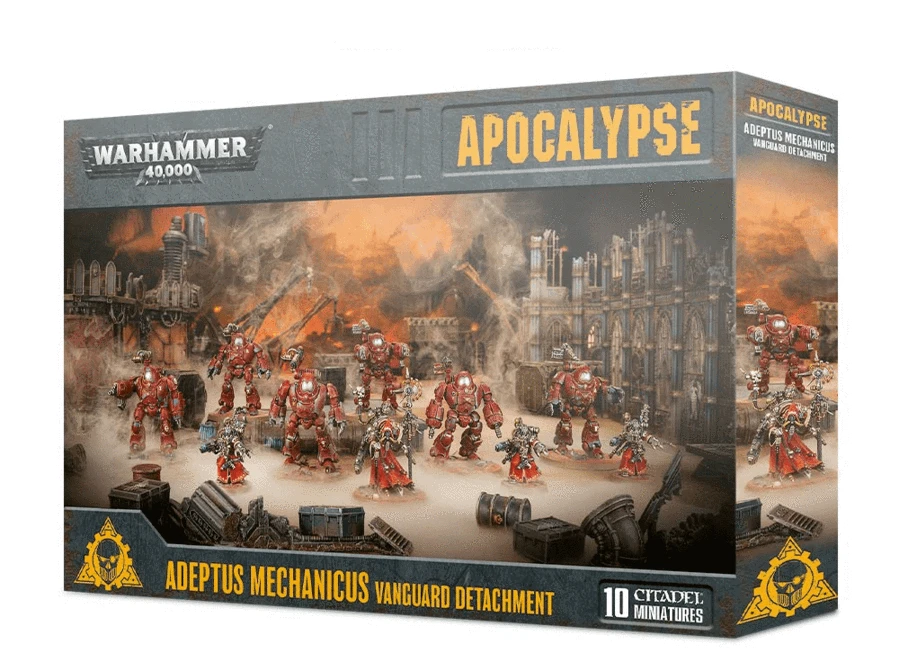 WARHAMMER
40,000
APOCALYPSE
ADEPTUS MECHANICUS VANGUARD DETACHMENT
10 CITADEL
MINIATURES
APOCALYPSE
ADEPTUS MECHANICUS
VANGUARD DETACHMENT